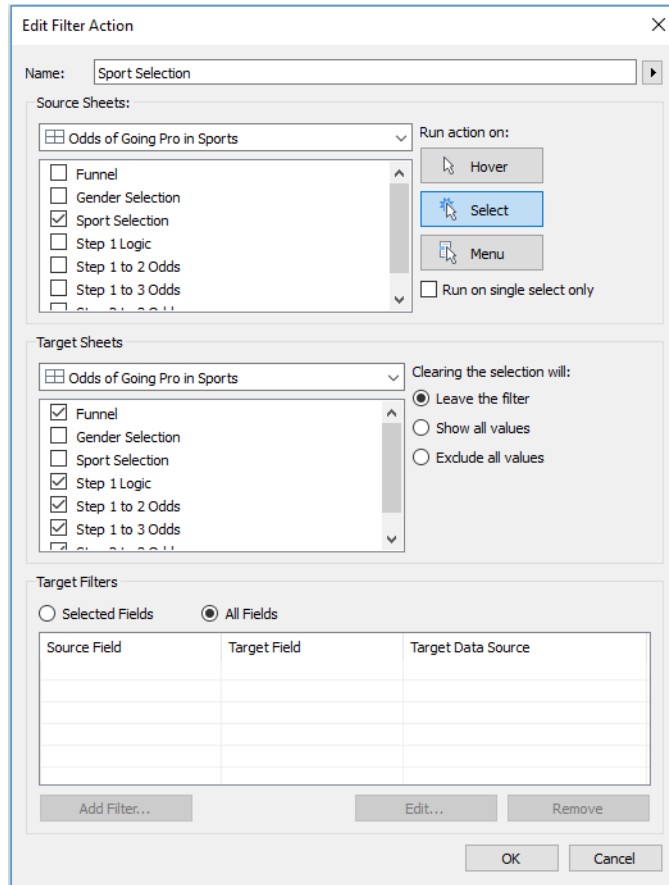 Edit Filter Action
Name: Sport Selection
Source Sheets:
Odds of Going Pro in Sports
Run action on:
Funnel
Gender Selection
Sport Selection
Step 1 Logic
Step 1 to 2 Odds
Step 1 to 3 Odds
Hover
Select
Menu
Run on single select only
Target Sheets
Odds of Going Pro in Sports
Clearing the selection will:
Funnel
Gender Selection
Sport Selection
Step 1 Logic
Step 1 to 2 Odds
Step 1 to 3 Odds
Leave the filter
Show all values
Exclude all values
Target Filters
Selected Fields All Fields
Source Field Target Field Target Data Source
Add Filter... Edit... Remove
OK Cancel